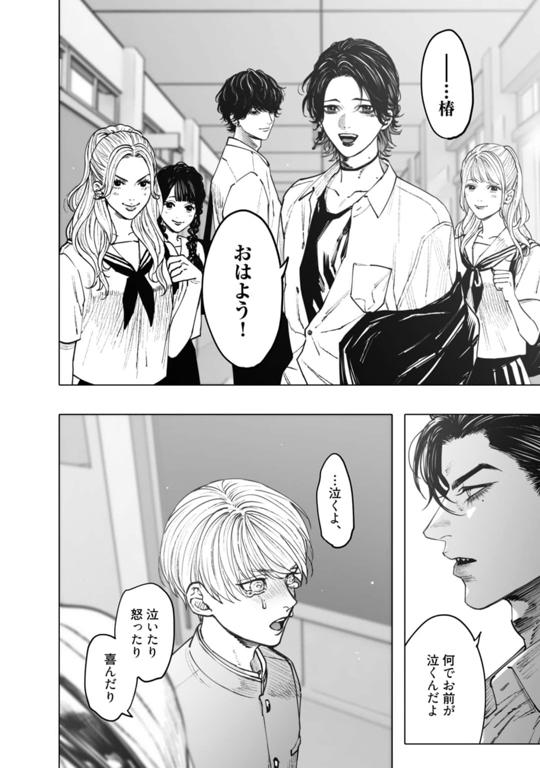 ――…椿
おはよう！
何でお前が
泣くんだよ
…泣くよ、
泣いたり
怒ったり
喜んだり